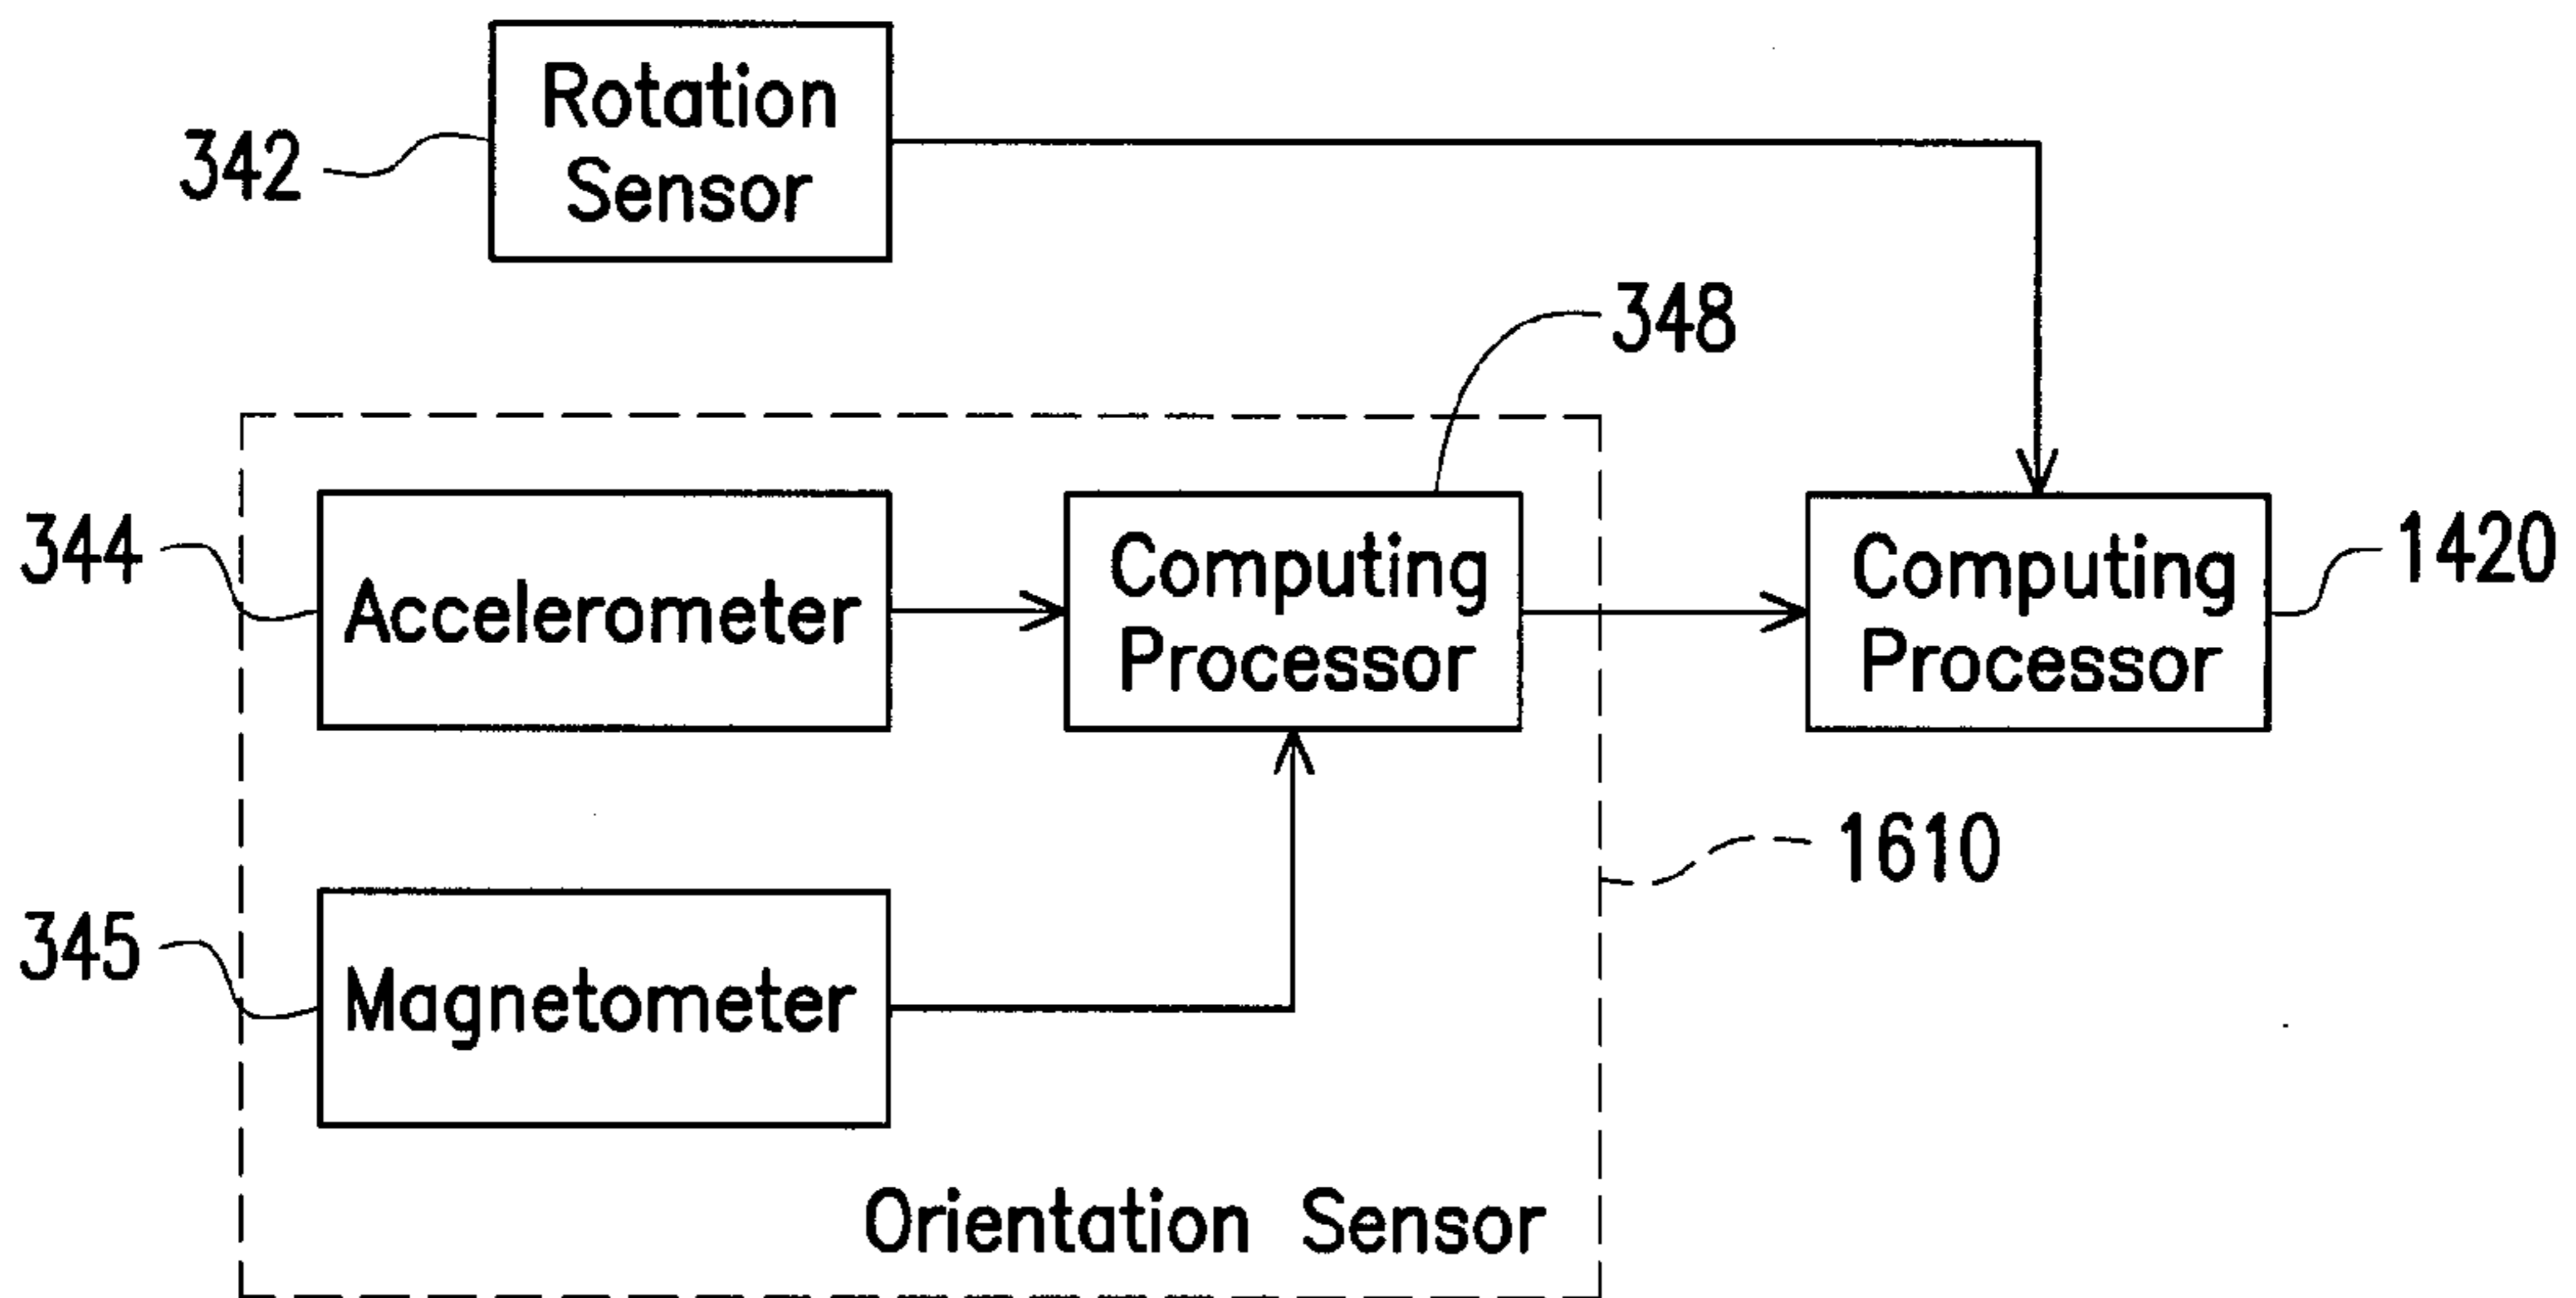 Rotation
Sensor
342
348
344
Accelerometer
Computing
Processor
Computing
Processor
1420
1610
345
Magnetometer
Orientation Sensor